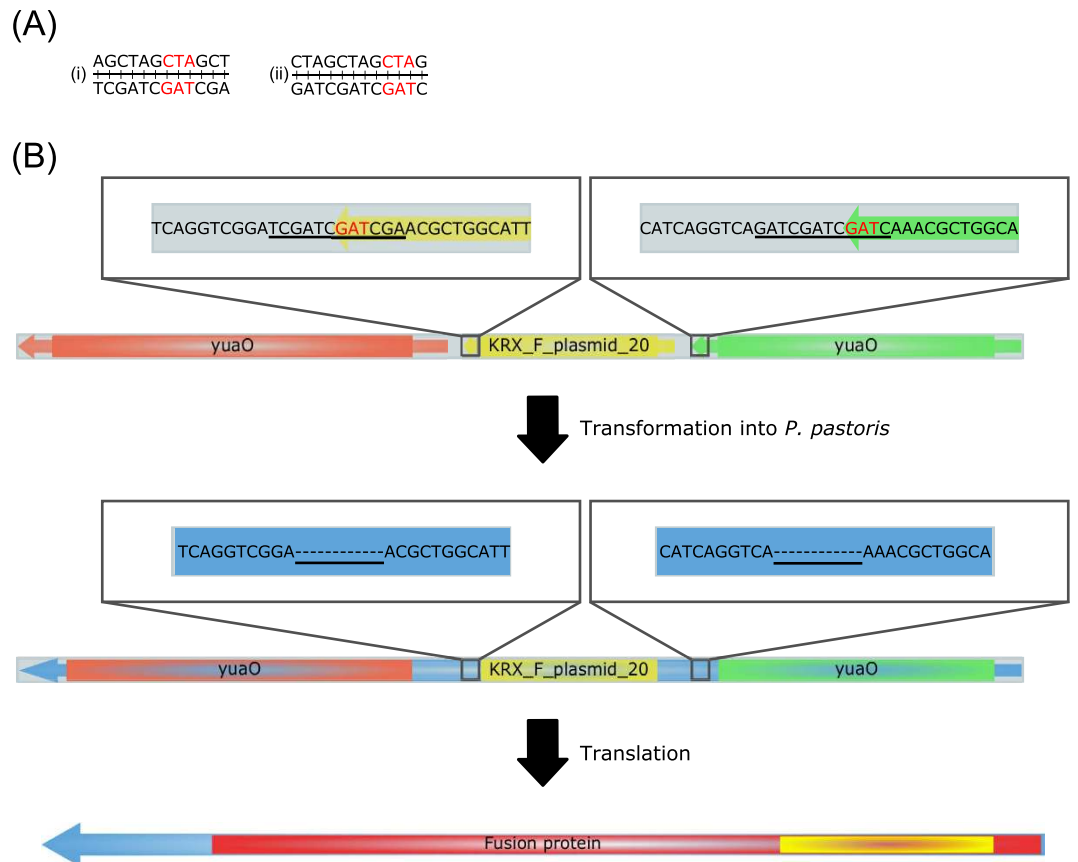 (A)
(i) AGCTAGCTAGCT
TCGATCGATCGA
(ii) CTAGCTAGCTAG
GATCGATCGATC
(B)
TCAGGTCGGATCGATCGATCGAACGCTGGCATT
CATCAGGTCAGATCGATCGATCAAACGCTGGCA
yuaO
KRX_F_plasmid_20
yuaO
Transformation into P. pastoris
TCAGGTCGGA------------ACGCTGGCATT
CATCAGGTCA------------AAACGCTGGCA
yuaO
KRX_F_plasmid_20
yuaO
Translation
Fusion protein